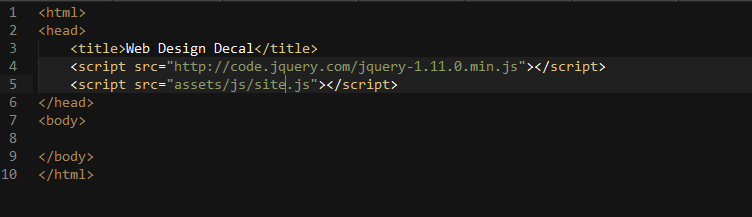 1 <html>
2 <head>
3     <title>Web Design Decal</title>
4     <script src="http://code.jquery.com/jquery-1.11.0.min.js"></script>
5     <script src="assets/js/site.js"></script>
6 </head>
7 <body>
8
9 </body>
10 </html>